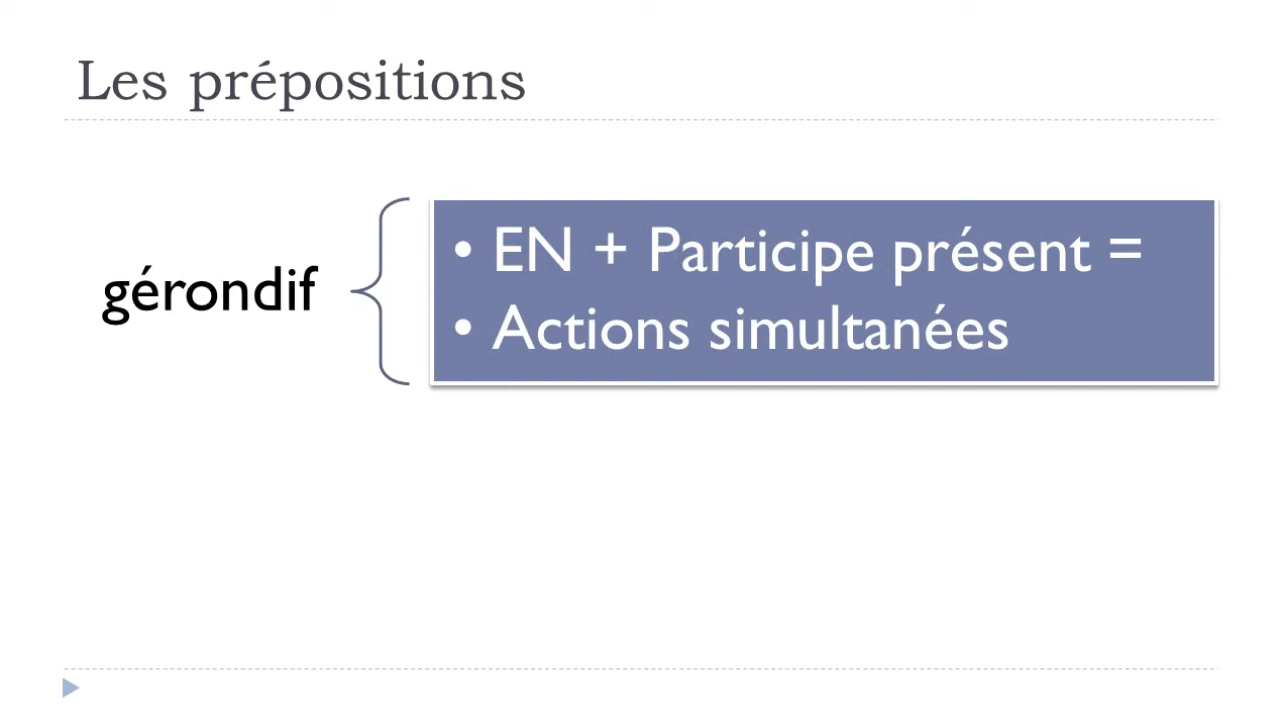 Les prépositions
gérondif
• EN + Participe présent =
• Actions simultanées